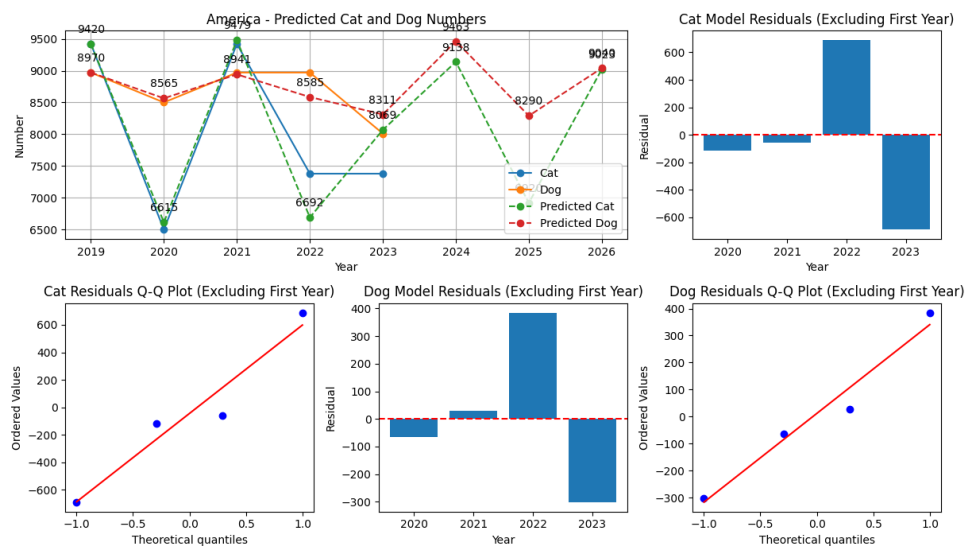 America - Predicted Cat and Dog Numbers
Number
9500
9000
8500
8000
7500
7000
6500
9420
8970
6615
8565
9479
8941
6692
8585
8069
8311
9138
9463
8290
Cat
Dog
Predicted Cat
Predicted Dog
2019 2020 2021 2022 2023 2024 2025 2026
Year
Cat Model Residuals (Excluding First Year)
Residual
600
400
200
0
−200
−400
−600
2020 2021 2022 2023
Year
Cat Residuals Q-Q Plot (Excluding First Year)
Ordered Values
600
400
200
0
−200
−400
−600
−1.0 −0.5 0.0 0.5 1.0
Theoretical quantiles
Dog Model Residuals (Excluding First Year)
Residual
400
300
200
100
0
−100
−200
−300
2020 2021 2022 2023
Year
Dog Residuals Q-Q Plot (Excluding First Year)
Ordered Values
400
300
200
100
0
−100
−200
−300
−1.0 −0.5 0.0 0.5 1.0
Theoretical quantiles